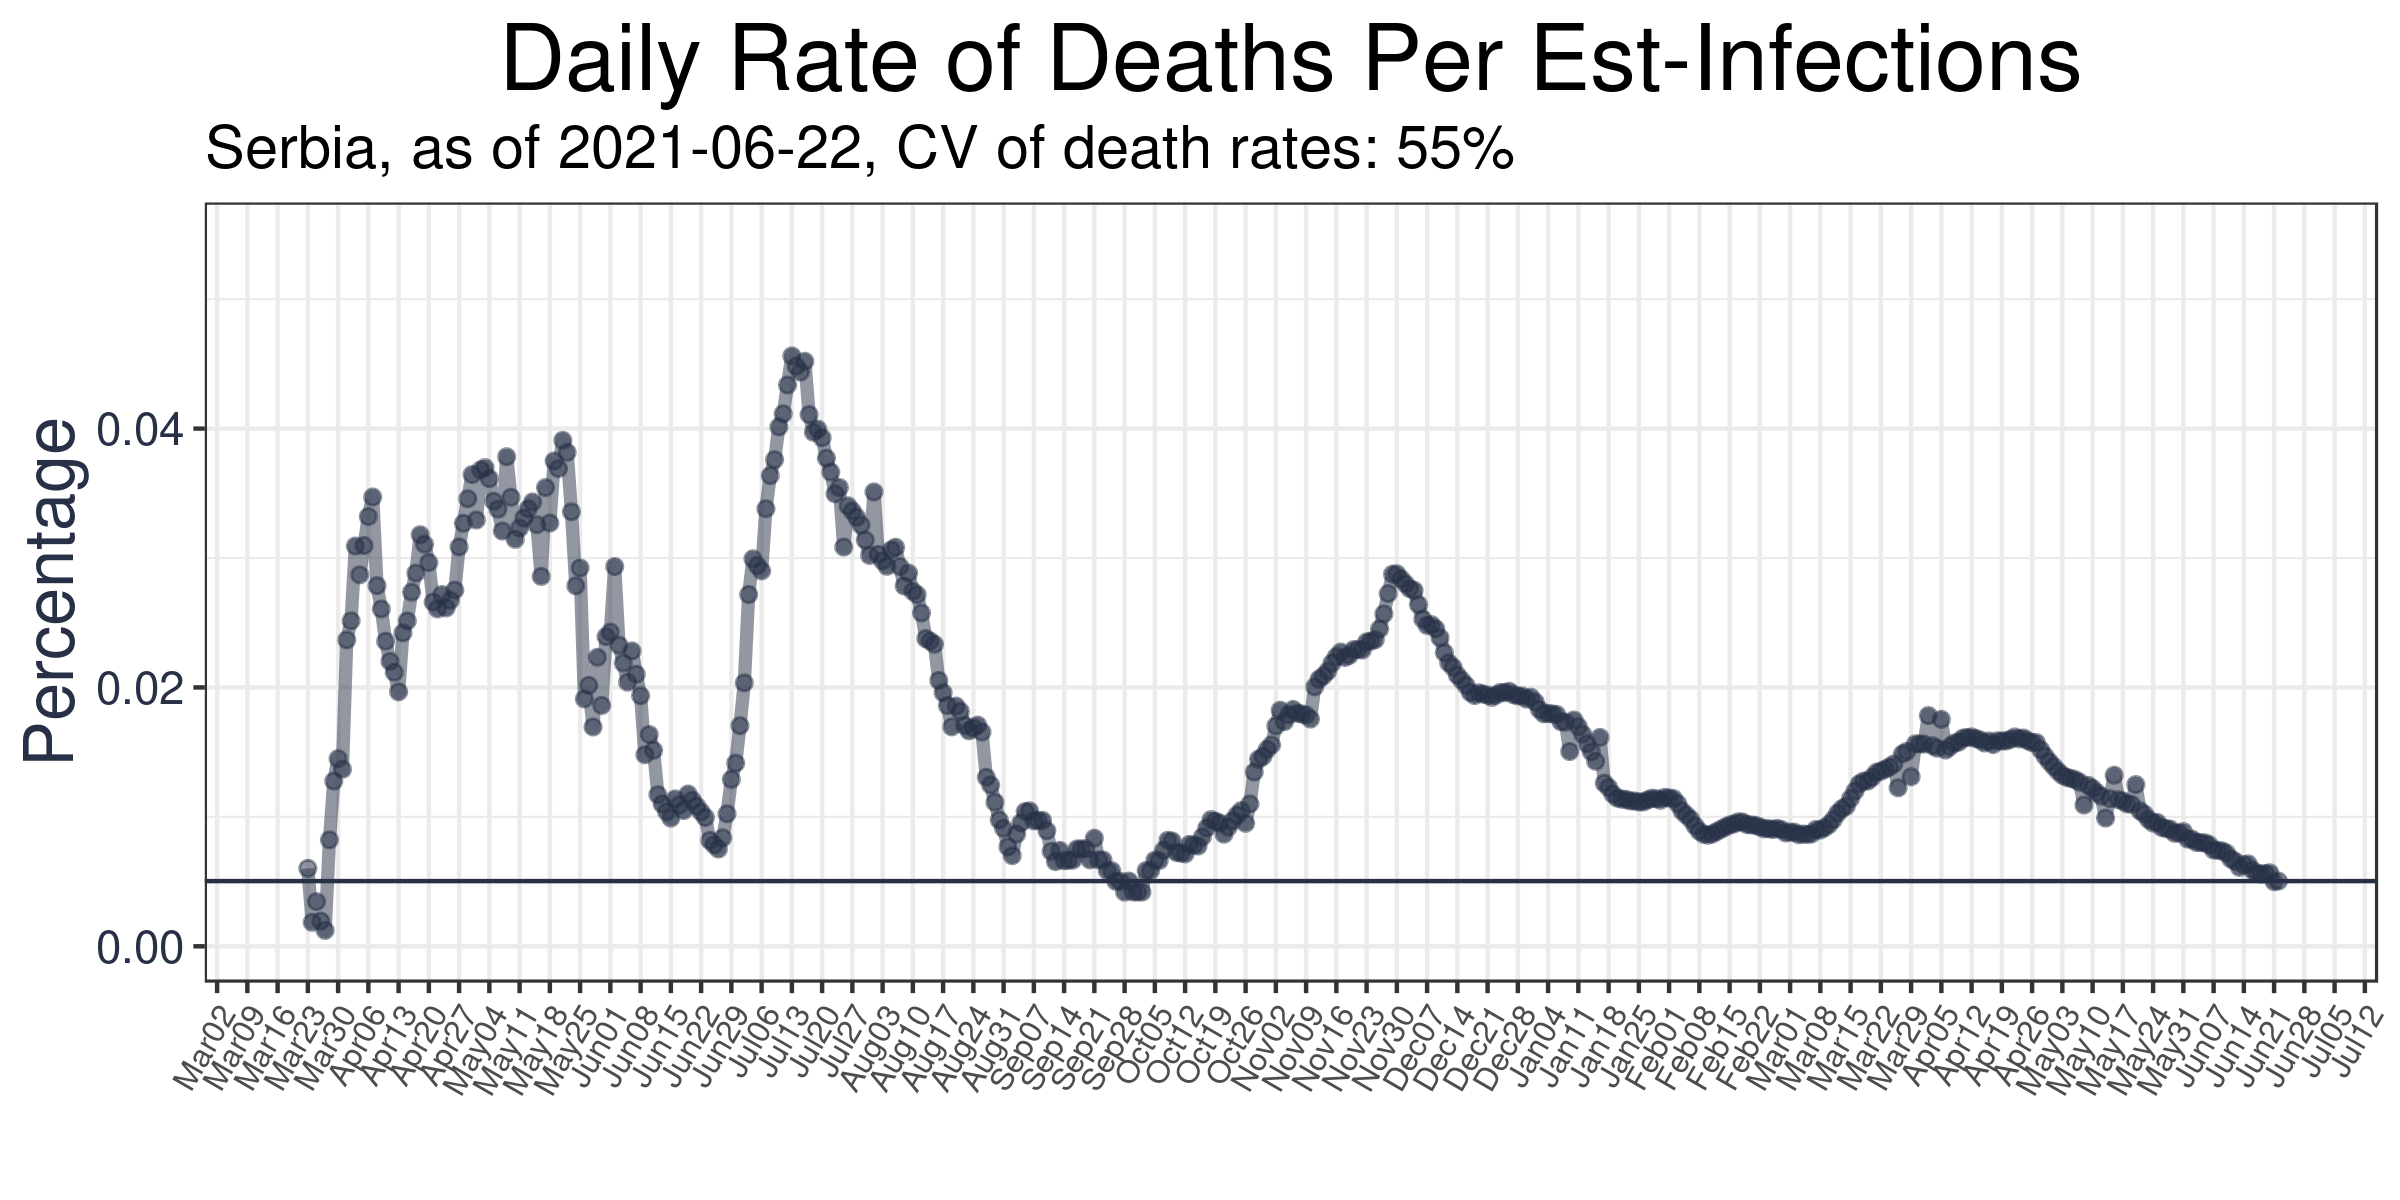 Daily Rate of Deaths Per Est-Infections
Serbia, as of 2021-06-22, CV of death rates: 55%
Percentage
0.04
0.02
0.00
Mar02
Mar09
Mar16
Mar23
Mar30
Apr06
Apr13
Apr20
Apr27
May04
May11
May18
May25
Jun01
Jun08
Jun15
Jun22
Jun29
Jul06
Jul13
Jul20
Jul27
Aug03
Aug10
Aug17
Aug24
Aug31
Sep07
Sep14
Sep21
Sep28
Oct05
Oct12
Oct19
Oct26
Nov02
Nov09
Nov16
Nov23
Nov30
Dec07
Dec14
Dec21
Dec28
Dec04
Jan11
Jan18
Jan25
Feb01
Feb08
Feb15
Feb22
Mar01
Mar08
Mar15
Mar22
Mar29
Apr05
Apr12
Apr19
Apr26
May03
May10
May17
May24
May31
May07
Jun14
Jun21
Jun28
Jul05
Jul12